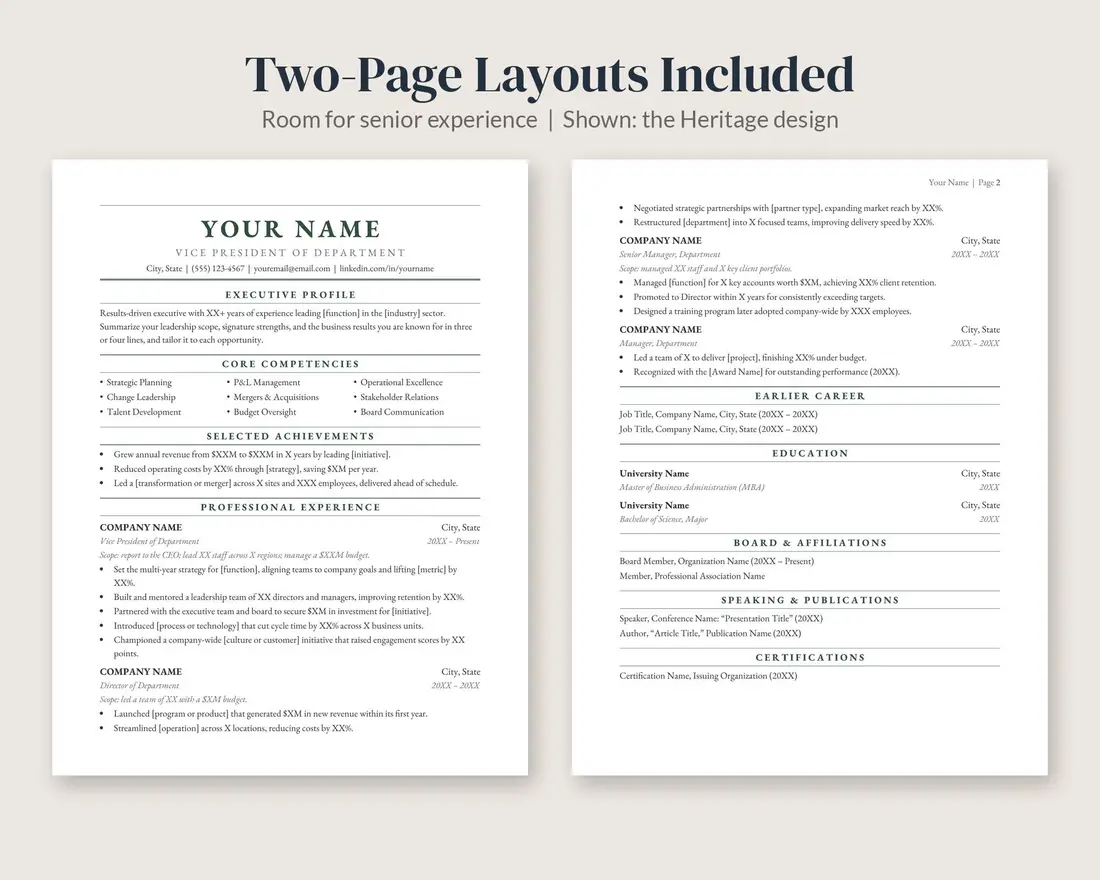 Two-Page Layouts Included
Room for senior experience | Shown: the Heritage design
YOUR NAME
VICE PRESIDENT OF DEPARTMENT
City, State | (555) 123-4567 | youremail@email.com | linkedin.com/in/yourname
EXECUTIVE PROFILE
Results-driven executive with XX+ years of experience leading [function] in the [industry] sector.
Summarize your leadership scope, signature strengths, and the business results you are known for in three
or four lines, and tailor it to each opportunity.
CORE COMPETENCIES
• Strategic Planning • P&L Management • Operational Excellence
• Change Leadership • Mergers & Acquisitions • Stakeholder Relations
• Talent Development • Budget Oversight • Board Communication
SELECTED ACHIEVEMENTS
• Grew annual revenue from $XXM to $XXM in X years by leading [initiative].
• Reduced operating costs by XX% through [strategy], saving $XM per year.
• Led a [transformation or merger] across X sites and XXX employees, delivered ahead of schedule.
PROFESSIONAL EXPERIENCE
COMPANY NAME City, State
Vice President of Department 20XX – Present
Scope: report to the CEO; lead XX staff across X regions; manage a $XXM budget.
• Set the multi-year strategy for [function], aligning teams to company goals and lifting [metric] by
XX%.
• Built and mentored a leadership team of XX directors and managers, improving retention by XX%.
• Partnered with the executive team and board to secure $XM in investment for [initiative].
• Introduced [process or technology] that cut cycle time by XX% across X business units.
• Championed a company-wide [culture or customer] initiative that raised engagement scores by XX
points.
COMPANY NAME City, State
Director of Department 20XX – 20XX
Scope: led a team of XX with a $XM budget.
• Launched [program or product] that generated $XM in new revenue within its first year.
• Streamlined [operation] across X locations, reducing costs by XX%.
Your Name | Page 2
• Negotiated strategic partnerships with [partner type], expanding market reach by XX%.
• Restructured [department] into X focused teams, improving delivery speed by XX%.
COMPANY NAME City, State
Senior Manager, Department 20XX – 20XX
Scope: managed XX staff and X key client portfolios.
• Managed [function] for X key accounts worth $XM, achieving XX% client retention.
• Promoted to Director within X years for consistently exceeding targets.
• Designed a training program later adopted company-wide by XXX employees.
COMPANY NAME City, State
Manager, Department 20XX – 20XX
• Led a team of X to deliver [project], finishing XX% under budget.
• Recognized with the [Award Name] for outstanding performance (20XX).
EARLIER CAREER
Job Title, Company Name, City, State (20XX – 20XX)
Job Title, Company Name, City, State (20XX – 20XX)
EDUCATION
University Name City, State
Master of Business Administration (MBA) 20XX
University Name City, State
Bachelor of Science, Major 20XX
BOARD & AFFILIATIONS
Board Member, Organization Name (20XX – Present)
Member, Professional Association Name
SPEAKING & PUBLICATIONS
Speaker, Conference Name: “Presentation Title” (20XX)
Author, “Article Title,” Publication Name (20XX)
CERTIFICATIONS
Certification Name, Issuing Organization (20XX)